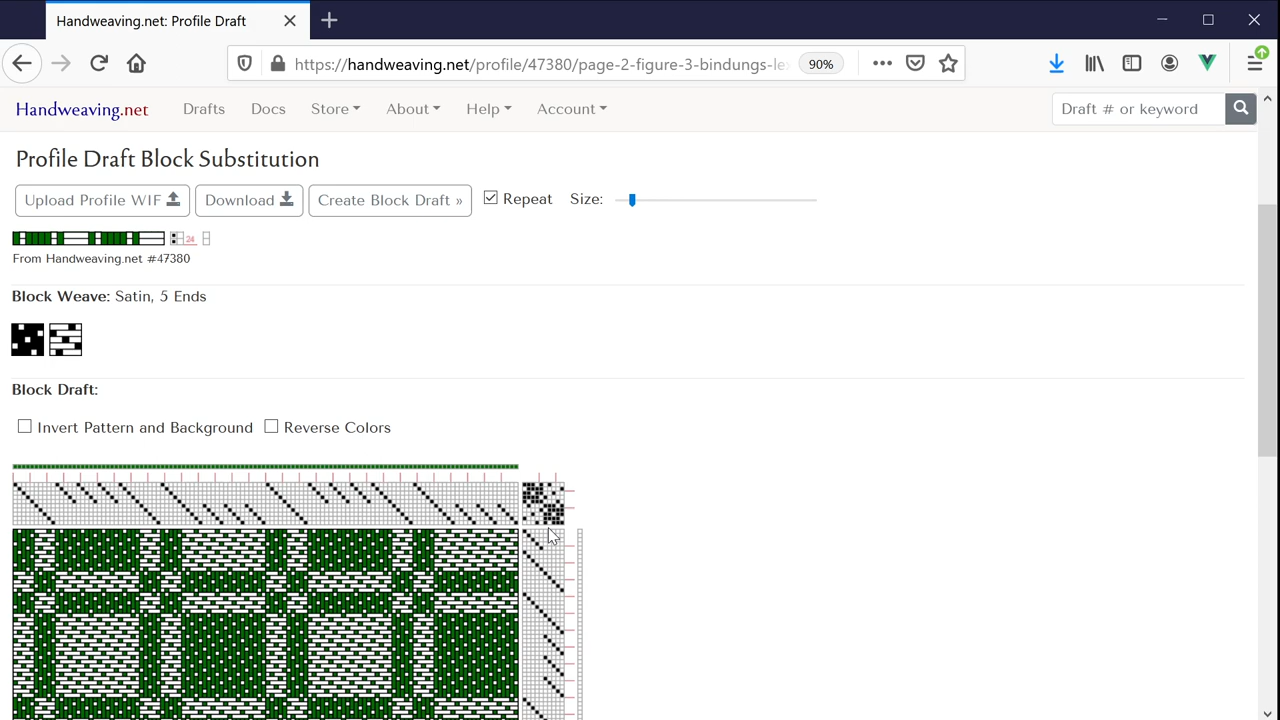 Handweaving.net: Profile Draft
https://handweaving.net/profile/47380/page-2-figure-3-bindungs-le
90%
Handweaving.net Drafts Docs Store About Help Account Draft # or keyword
Profile Draft Block Substitution
Upload Profile WIF Download Create Block Draft » Repeat Size:
24
From Handweaving.net #47380
Block Weave: Satin, 5 Ends
Block Draft:
Invert Pattern and Background Reverse Colors